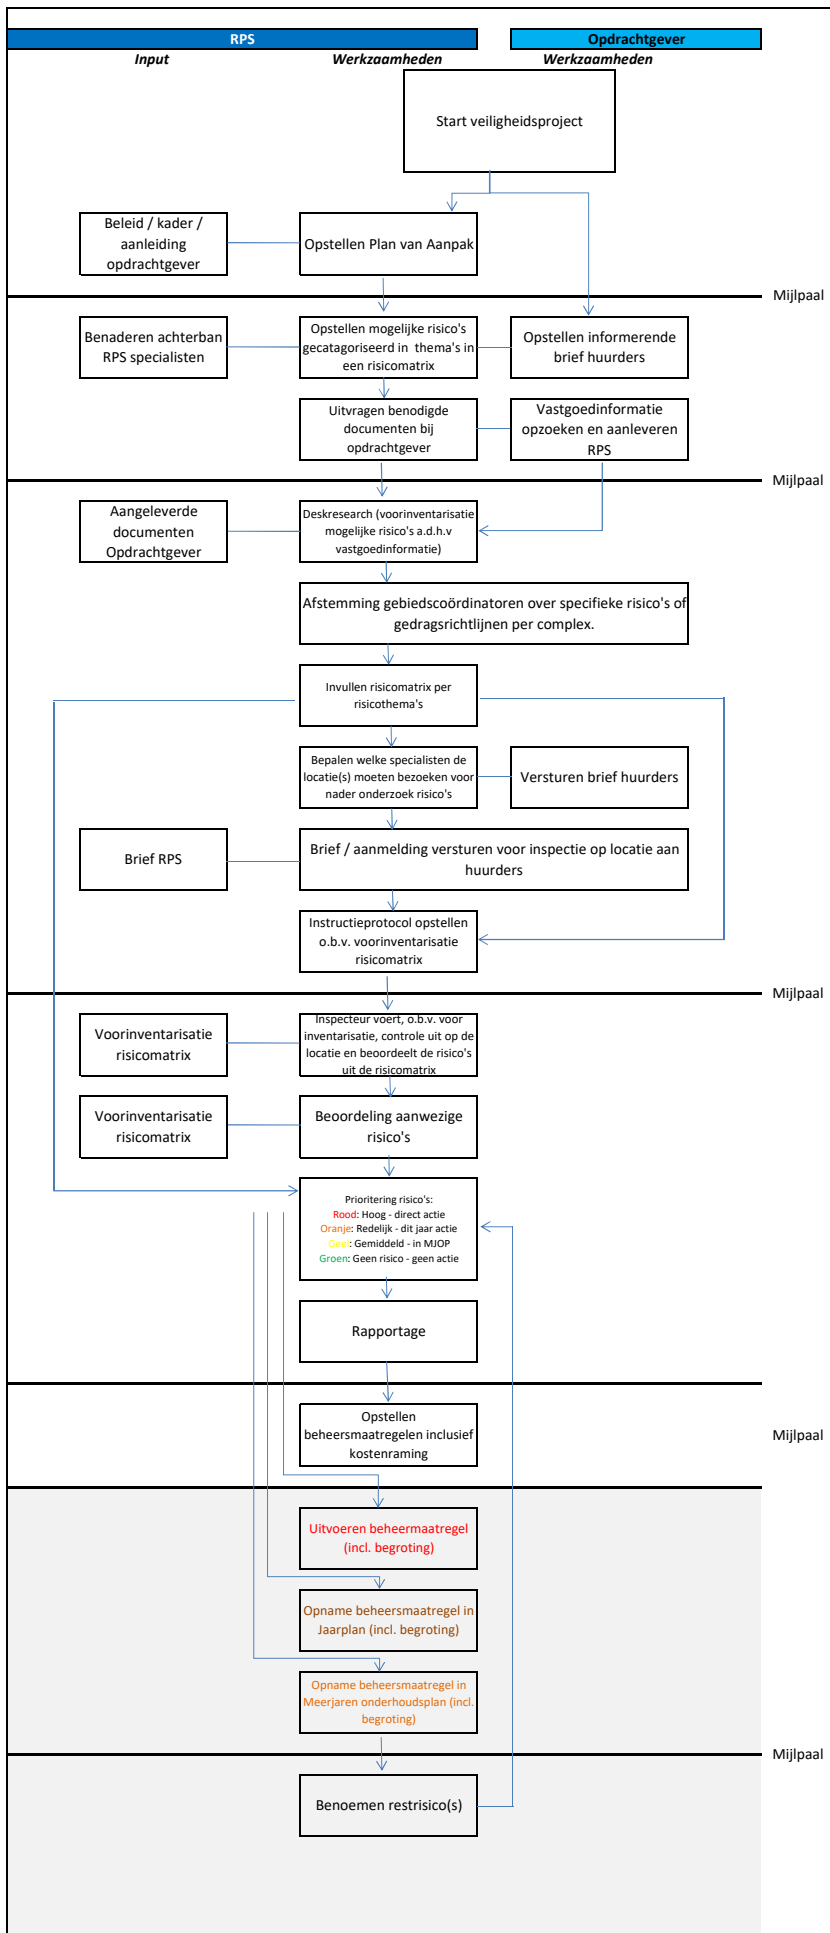 RPS
Opdrachtgever
Input
Werkzaamheden
Werkzaamheden
Start veiligheidsproject
Beleid / kader /
aanleiding
opdrachtgever
Opstellen Plan van Aanpak
Mijlpaal
Benaderen achterban
RPS specialisten
Opstellen mogelijke risico's
gecatagoriseerd in thema's in
een risicomatrix
Opstellen informerende
brief huurders
Uitvragen benodigde
documenten bij
opdrachtgever
Vastgoedinformatie
opzoeken en aanleveren
RPS
Mijlpaal
Aangeleverde
documenten
Opdrachtgever
Deskresearch (voorinventarisatie
mogelijke risico's a.d.h.v
vastgoedinformatie)
Afstemming gebiedscoördinatoren over specifieke risico's of
gedragsrichtlijnen per complex.
Invullen risicomatrix per
risicothema's
Bepalen welke specialisten de
locatie(s) moeten bezoeken voor
nader onderzoek risico's
Versturen brief huurders
Brief RPS
Brief / aanmelding versturen voor inspectie op locatie aan
huurders
Instructieprotocol opstellen
o.b.v. voorinventarisatie
risicomatrix
Mijlpaal
Voorinventarisatie
risicomatrix
Inspecteur voert, o.b.v. voor
inventarisatie, controle uit op de
locatie en beoordeelt de risico's
uit de risicomatrix
Voorinventarisatie
risicomatrix
Beoordeling aanwezige
risico's
Prioritering risico's:
Rood: Hoog - direct actie
Oranje: Redelijk - dit jaar actie
Geel: Gemiddeld - in MJOP
Groen: Geen risico - geen actie
Rapportage
Opstellen
beheersmaatregelen inclusief
kostenraming
Mijlpaal
Uitvoeren beheermaatregel
(incl. begroting)
Opname beheersmaatregel in
Jaarplan (incl. begroting)
Opname beheersmaatregel in
Meerjaren onderhoudsplan (incl.
begroting)
Mijlpaal
Benoemen restrisico(s)